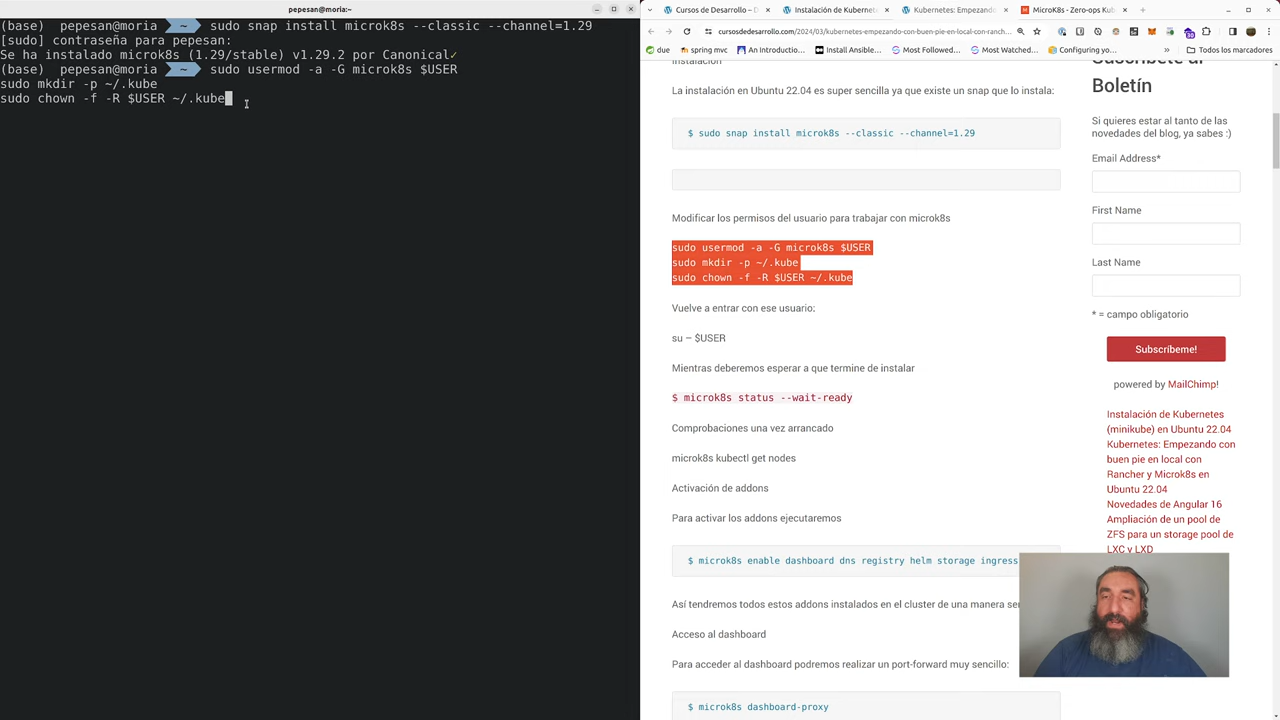 pepesan@moria:~
(base) pepesan@moria ~ sudo snap install microk8s --classic --channel=1.29
[sudo] contraseña para pepesan:
Se ha instalado microk8s (1.29/stable) v1.29.2 por Canonical✓
(base) pepesan@moria ~ sudo usermod -a -G microk8s $USER
sudo mkdir -p ~/.kube
sudo chown -f -R $USER ~/.kube
Cursos de Desarrollo –
Instalación de Kubernet
Kubernetes: Empezando
MicroK8s - Zero-ops Kub
cursosdedesarrollo.com/2024/03/kubernetes-empezando-con-buen-pie-en-local-con-ranch...
due
spring mvc
An Introductio...
Install Ansible...
Most Followed...
Most Watched...
Configuring yo...
Todos los marcadores
Instalación
La instalación en Ubuntu 22.04 es super sencilla ya que existe un snap que lo instala:
$ sudo snap install microk8s --classic --channel=1.29
Modificar los permisos del usuario para trabajar con microk8s
sudo usermod -a -G microk8s $USER
sudo mkdir -p ~/.kube
sudo chown -f -R $USER ~/.kube
Vuelve a entrar con ese usuario;
su – $USER
Mientras deberemos esperar a que termine de instalar
$ microk8s status --wait-ready
Comprobaciones una vez arrancado
microk8s kubectl get nodes
Activación de addons
Para activar los addons ejecutaremos
$ microk8s enable dashboard dns registry helm storage ingress
Así tendremos todos estos addons instalados en el cluster de una manera
Acceso al dashboard
Para acceder al dashboard podremos realizar un port-forward muy sencillo:
$ microk8s dashboard-proxy
Suscríbete al
Boletín
Si quieres estar al tanto de las
novedades del blog, ya sabes :)
Email Address*
First Name
Last Name
* = campo obligatorio
Subscríbeme!
powered by MailChimp!
Instalación de Kubernetes
(minikube) en Ubuntu 22.04
Kubernetes: Empezando con
buen pie en local con
Rancher y Microk8s en
Ubuntu 22.04
Novedades de Angular 16
Ampliación de un pool de
ZFS para un storage pool de
LXC y LXD